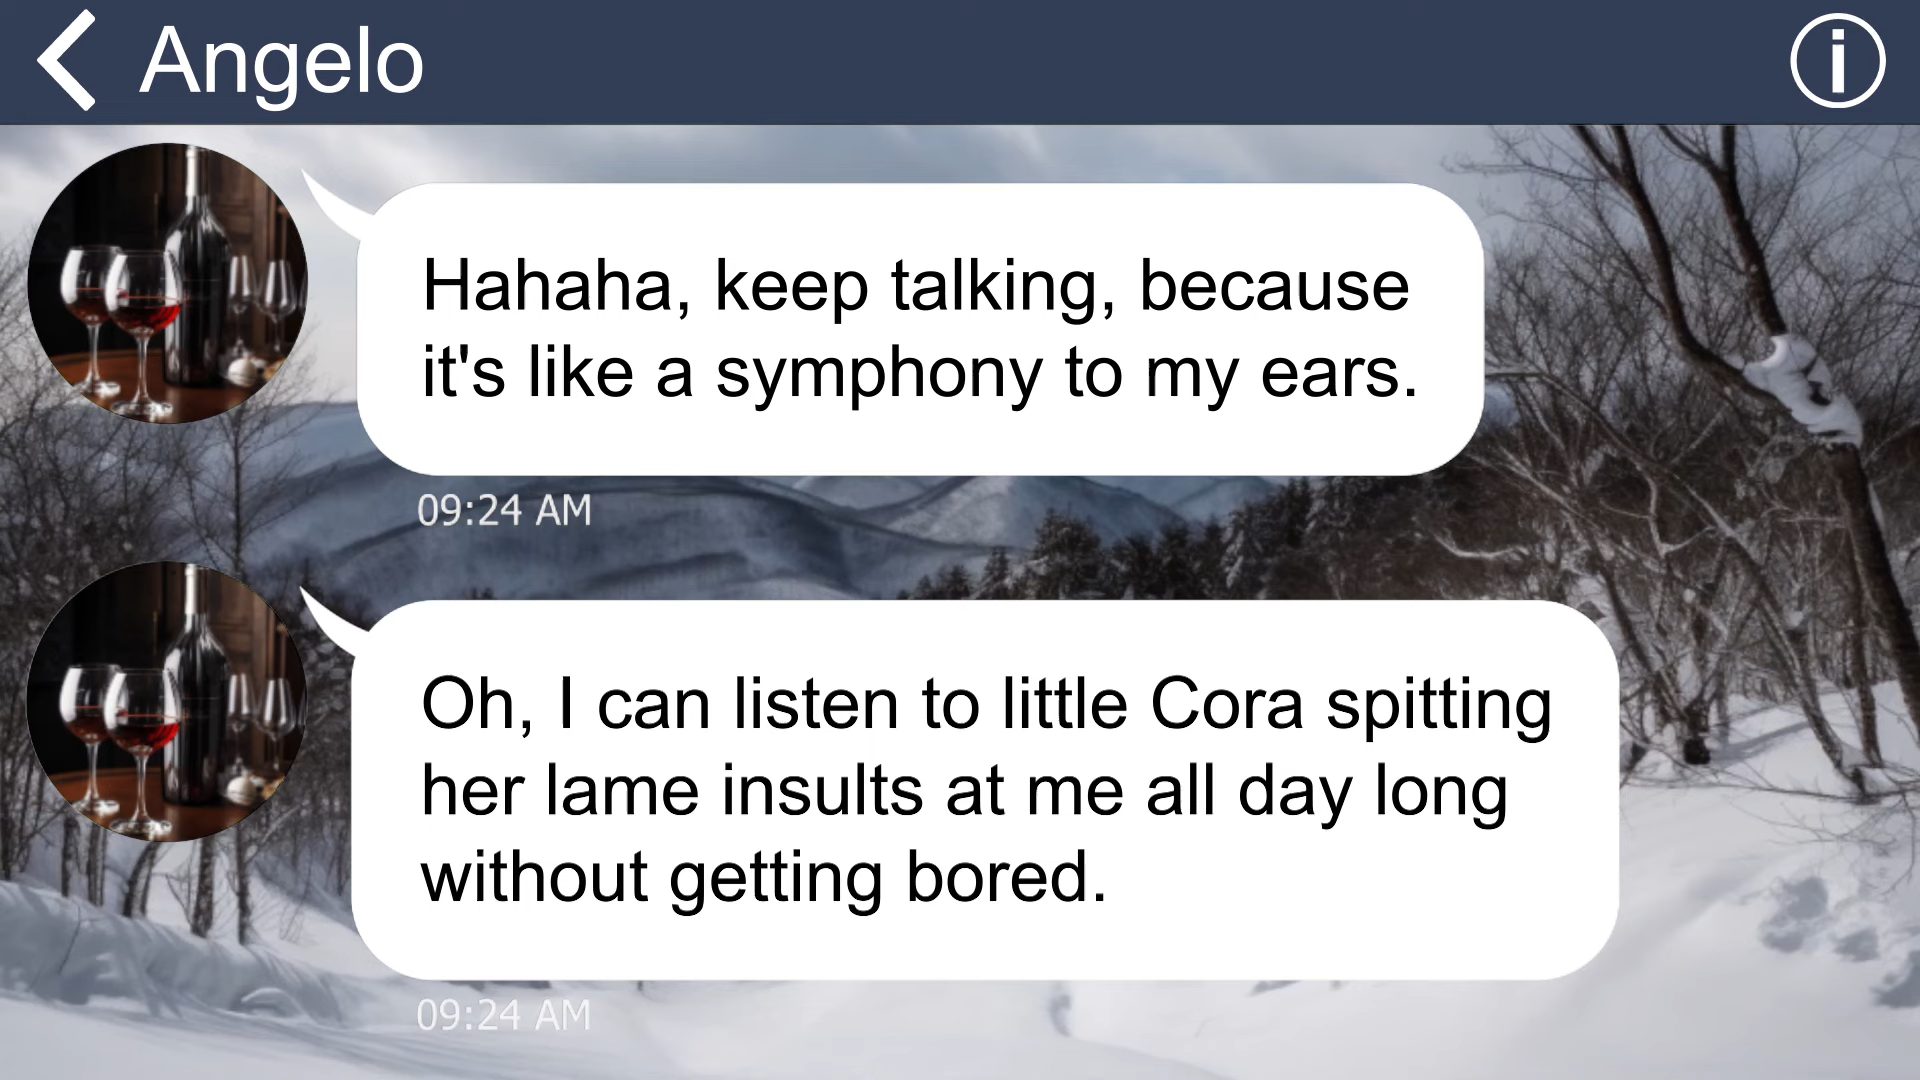 Angelo
Hahaha, keep talking, because
it's like a symphony to my ears.
09:24 AM
Oh, I can listen to little Cora spitting
her lame insults at me all day long
without getting bored.
09:24 AM